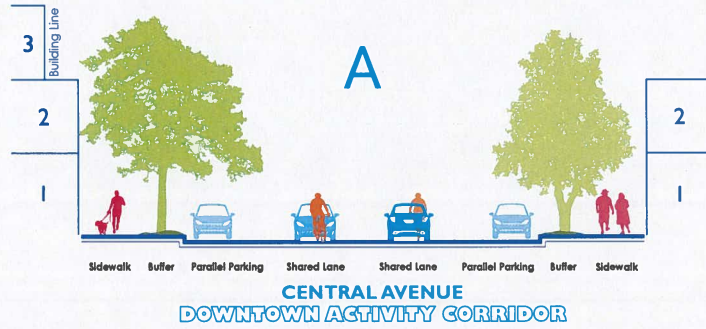 A
3
Building Line
2
1
2
1
Sidewalk Buffer Parallel Parking Shared Lane Shared Lane Parallel Parking Buffer Sidewalk
CENTRAL AVENUE
DOWNTOWN ACTIVITY CORRIDOR